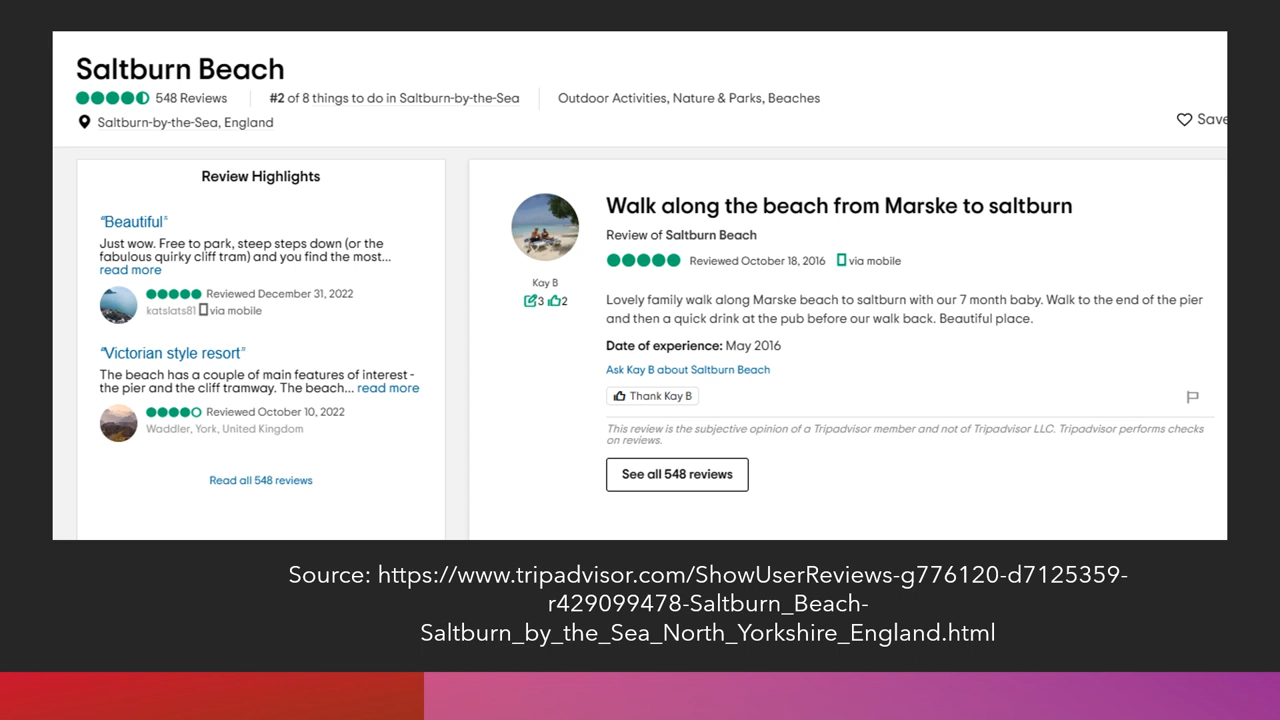 Saltburn Beach
548 Reviews
#2 of 8 things to do in Saltburn-by-the-Sea
Outdoor Activities, Nature & Parks, Beaches
Saltburn-by-the-Sea, England
Save
Review Highlights
“Beautiful”
Just wow. Free to park, steep steps down (or the
fabulous quirky cliff tram) and you find the most...
read more
Reviewed December 31, 2022
katslats81 via mobile
“Victorian style resort”
The beach has a couple of main features of interest -
the pier and the cliff tramway. The beach... read more
Reviewed October 10, 2022
Waddler, York, United Kingdom
Read all 548 reviews
Walk along the beach from Marske to saltburn
Review of Saltburn Beach
Reviewed October 18, 2016 via mobile
Kay B
3 2
Lovely family walk along Marske beach to saltburn with our 7 month baby. Walk to the end of the pier
and then a quick drink at the pub before our walk back. Beautiful place.
Date of experience: May 2016
Ask Kay B about Saltburn Beach
Thank Kay B
This review is the subjective opinion of a Tripadvisor member and not of Tripadvisor LLC. Tripadvisor performs checks
on reviews.
See all 548 reviews
Source: https://www.tripadvisor.com/ShowUserReviews-g776120-d7125359-
r429099478-Saltburn_Beach-
Saltburn_by_the_Sea_North_Yorkshire_England.html